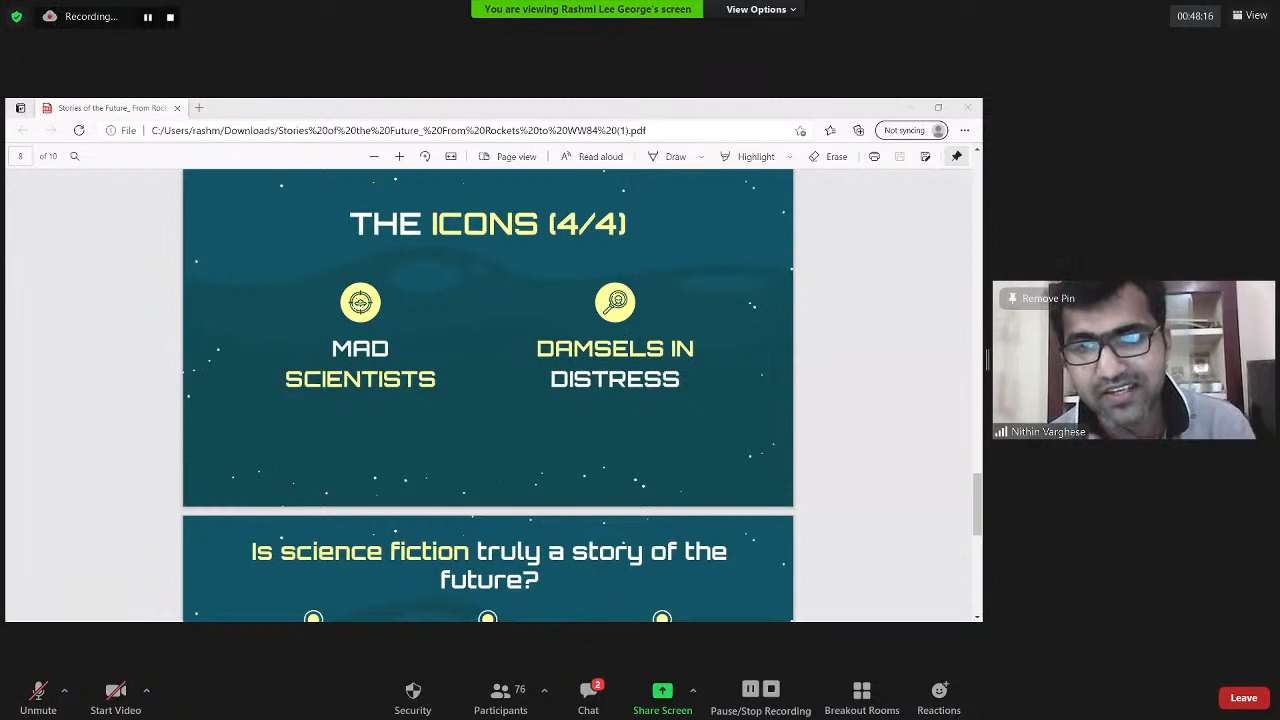 Recording...
You are viewing Rashmi Lee George's screen
View Options
00:48:16
View
Stories of the Future_ From Rock
File
C:/Users/rashm/Downloads/Stories%20of%20the%20Future_%20From%20Rockets%20to%20WW84%20(1).pdf
Not syncing
8 of 10
Page view
Read aloud
Draw
Highlight
Erase
THE ICONS (4/4)
MAD
SCIENTISTS
DAMSELS IN
DISTRESS
Is science fiction truly a story of the
future?
Remove Pin
Nithin Varghese
Unmute
Start Video
Security
76
Participants
2
Chat
Share Screen
Pause/Stop Recording
Breakout Rooms
Reactions
Leave